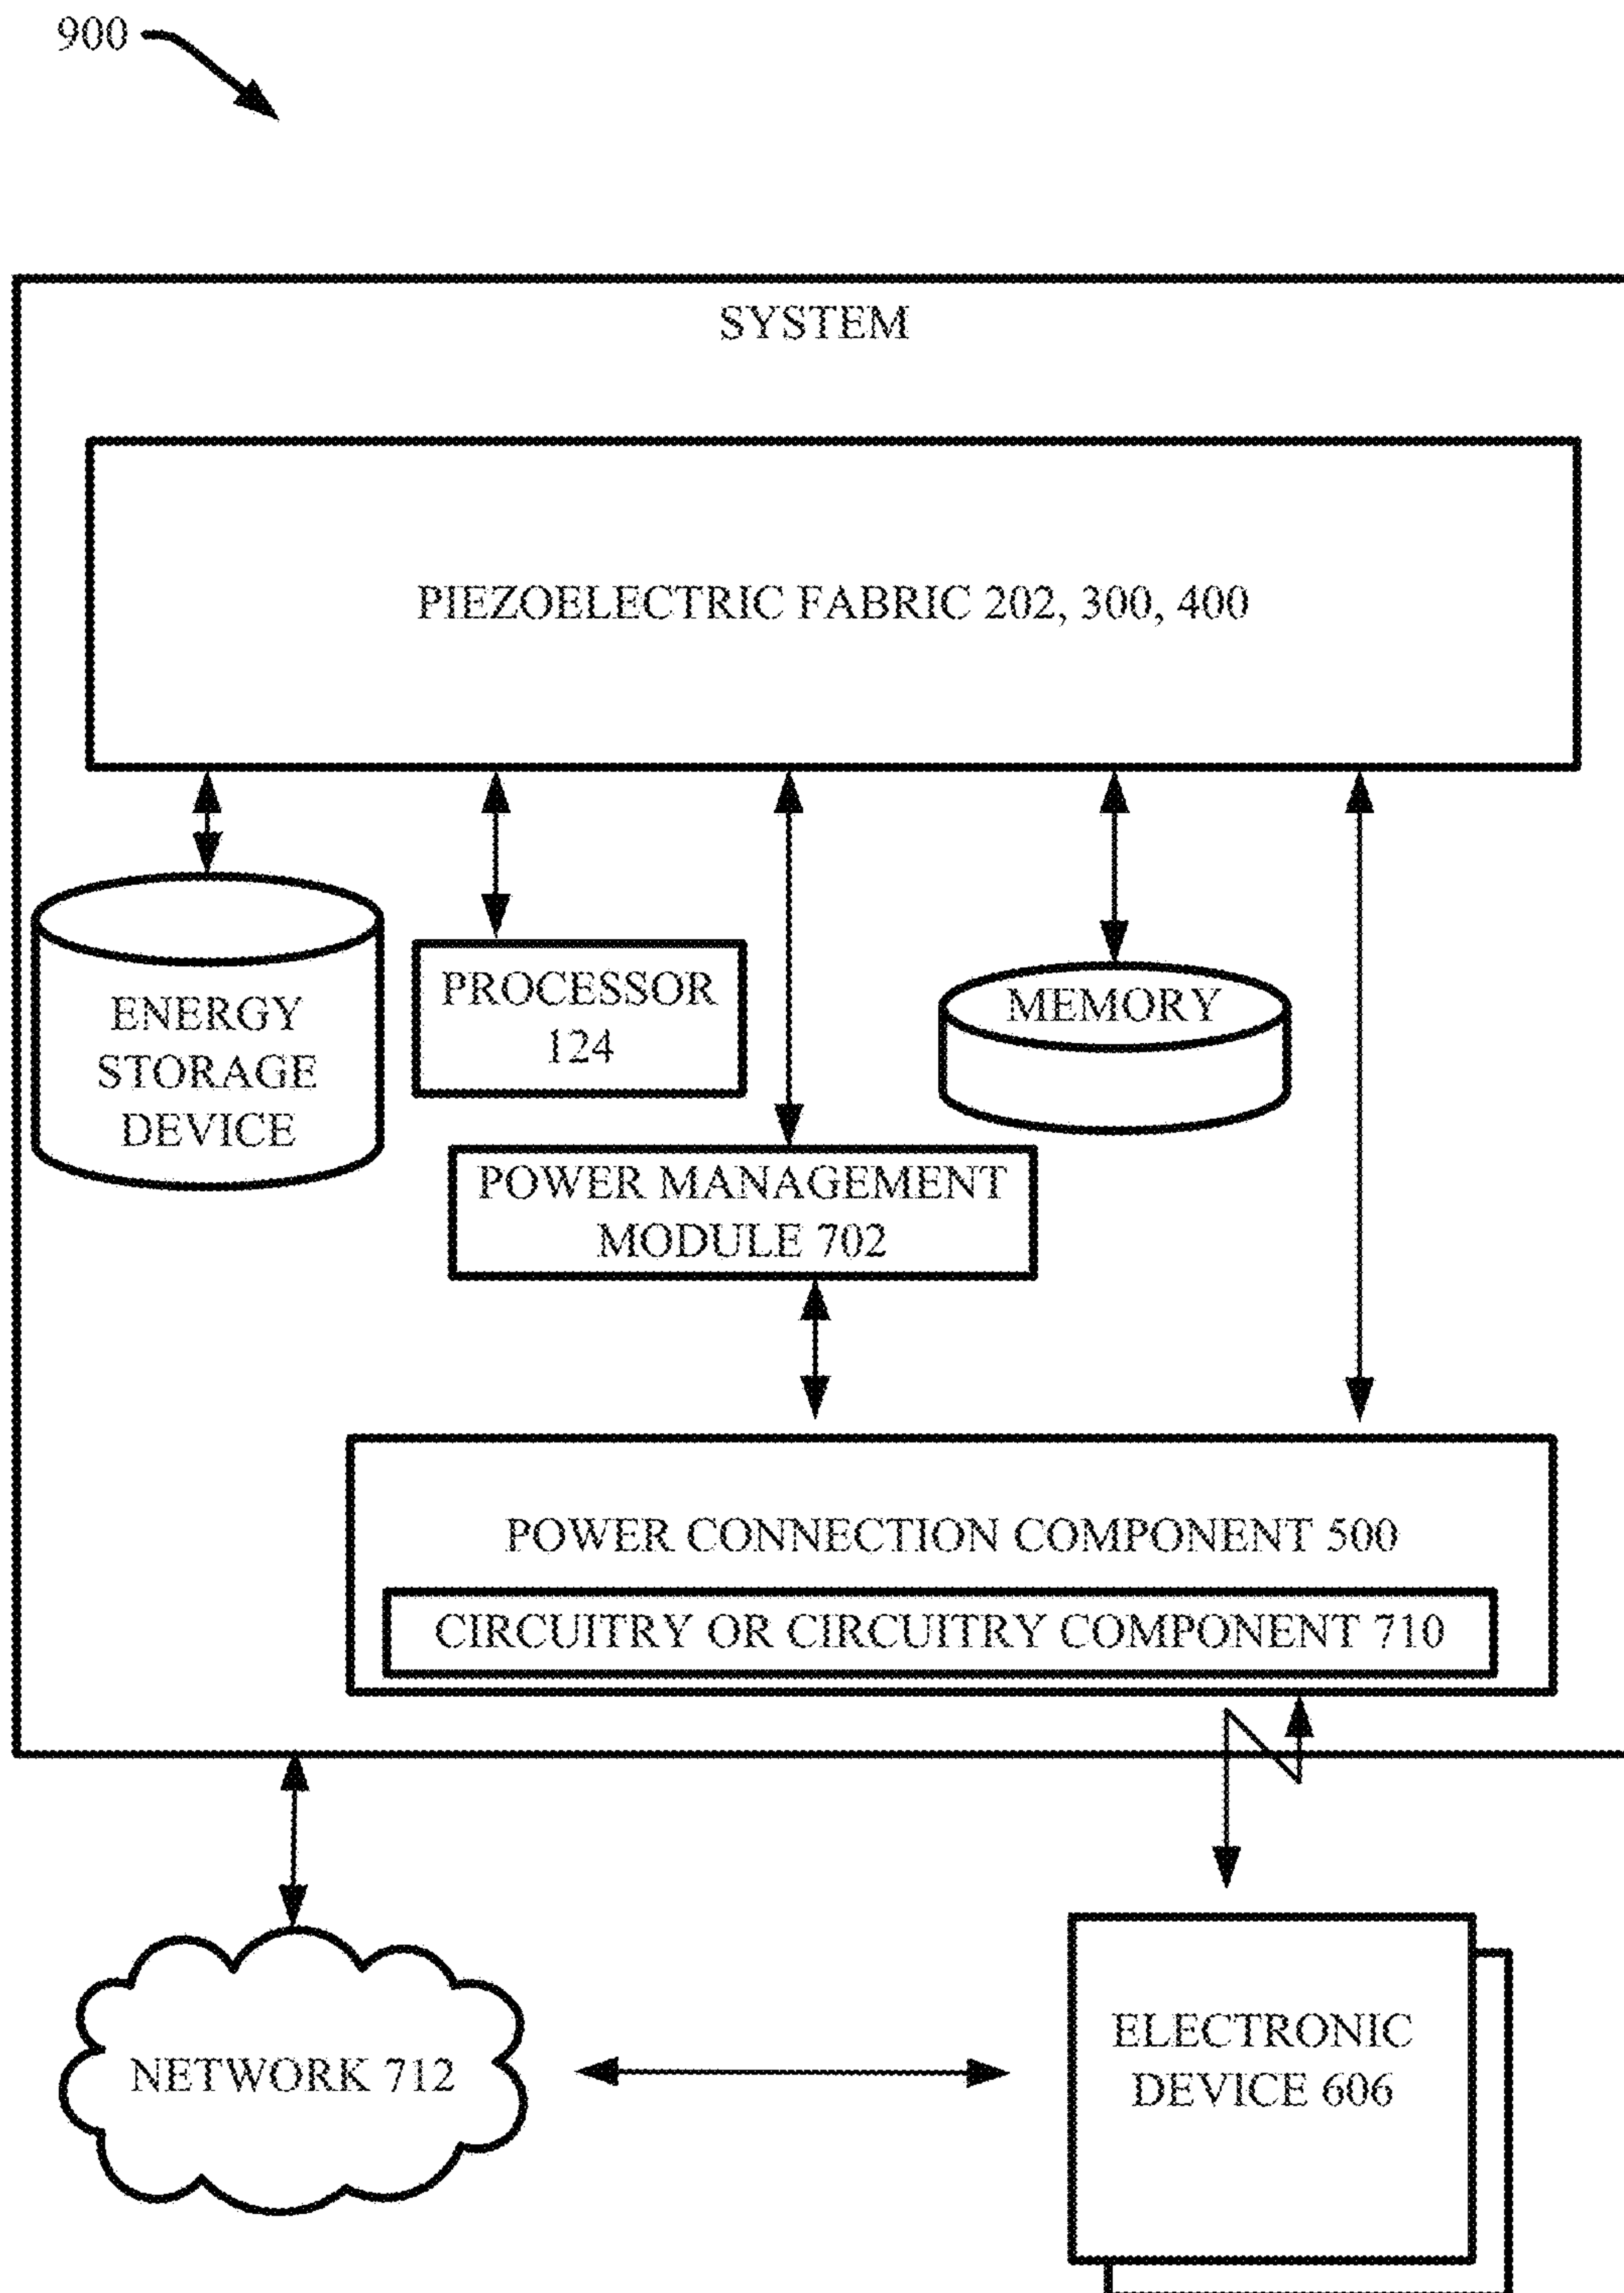 900
SYSTEM
PIEZOELECTRIC FABRIC 202, 300, 400
ENERGY
STORAGE
DEVICE
PROCESSOR
124
MEMORY
POWER MANAGEMENT
MODULE 702
POWER CONNECTION COMPONENT 500
CIRCUITRY OR CIRCUITRY COMPONENT 710
NETWORK 712
ELECTRONIC
DEVICE 606